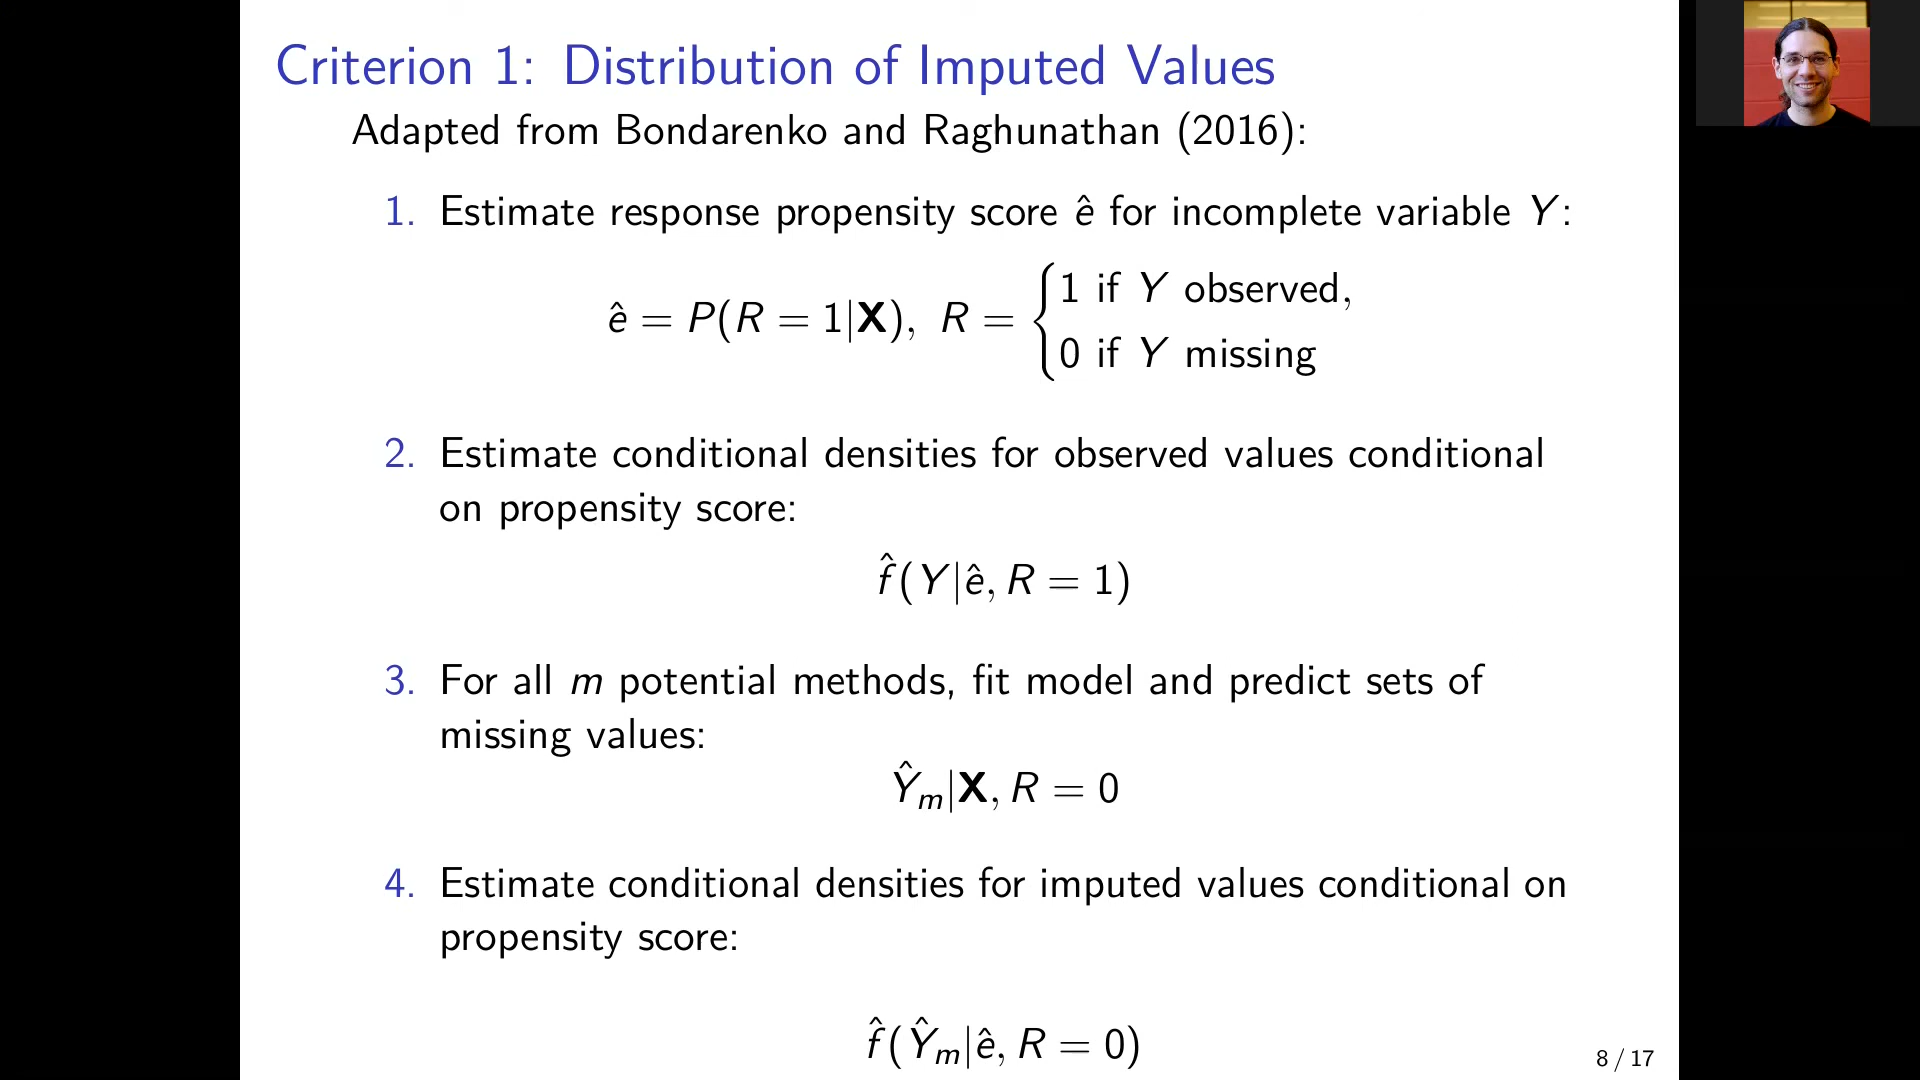 Criterion 1: Distribution of Imputed Values
Adapted from Bondarenko and Raghunathan (2016):
1. Estimate response propensity score ê for incomplete variable Y:
ê = P(R = 1|X), R = { 1 if Y observed,
0 if Y missing
2. Estimate conditional densities for observed values conditional
on propensity score:
f̂(Y|ê, R = 1)
3. For all m potential methods, fit model and predict sets of
missing values:
Ŷₘ|X, R = 0
4. Estimate conditional densities for imputed values conditional on
propensity score:
f̂(Ŷₘ|ê, R = 0)
8 / 17